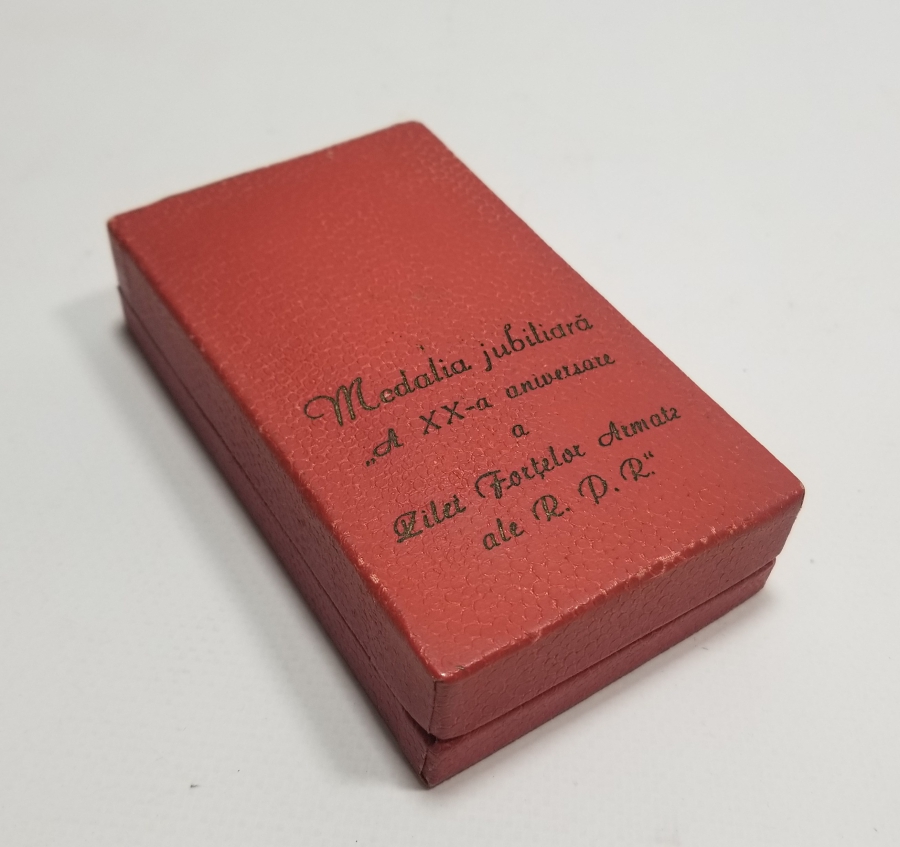 Medalia jubiliară
„A XX-a aniversare
a
Zilei Forțelor Armate
ale R. P. R."